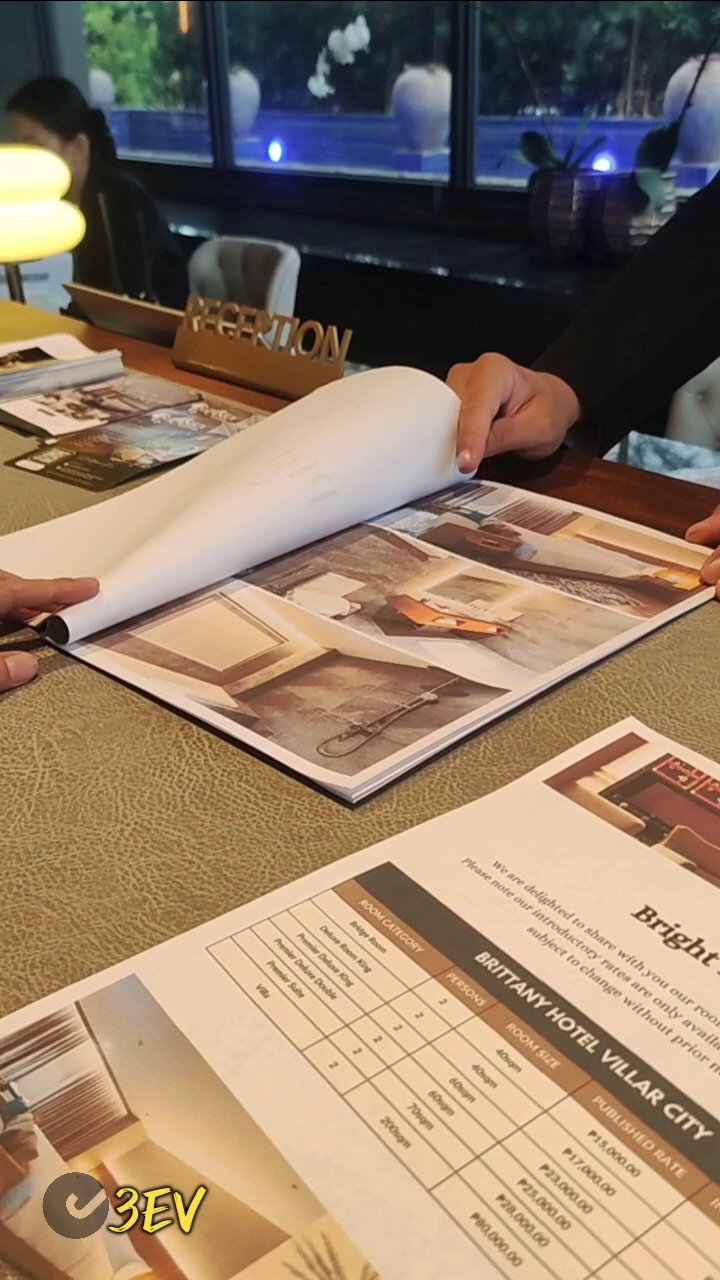 RECEPTION
Bright
We are delighted to share with you our
Please note our introductory rates are only
subject to change without prior
BRITTANY HOTEL VILLAR CITY
ROOM CATEGORY PERSONS ROOM SIZE PUBLISHED RATE
Bridge Room 2 40sqm ₱15,000.00
Deluxe Room King 2 40sqm ₱17,000.00
Premier Deluxe King 2 60sqm ₱23,000.00
Premier Deluxe Double 2 60sqm ₱25,000.00
Premier Suite 2 70sqm ₱28,000.00
Villa 2 200sqm ₱80,000.00
3EV